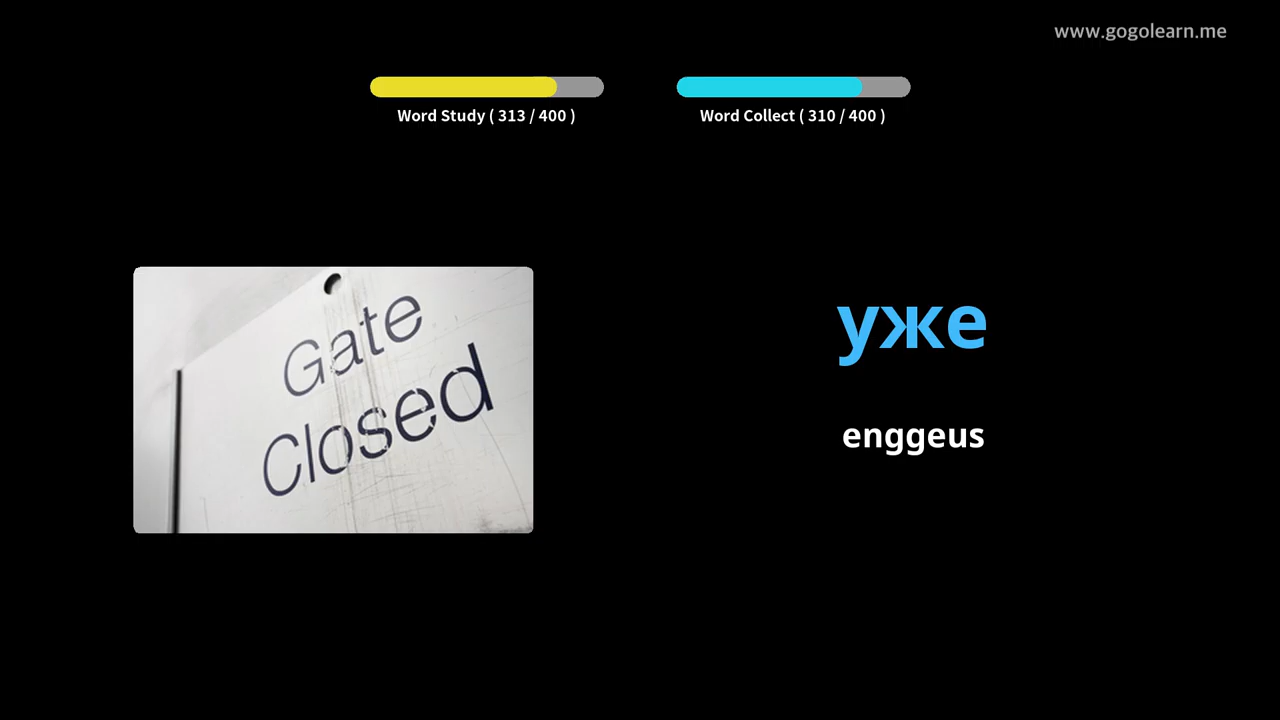 www.gogolearn.me
Word Study ( 313 / 400 )
Word Collect ( 310 / 400 )
Gate
Closed
уже
enggeus